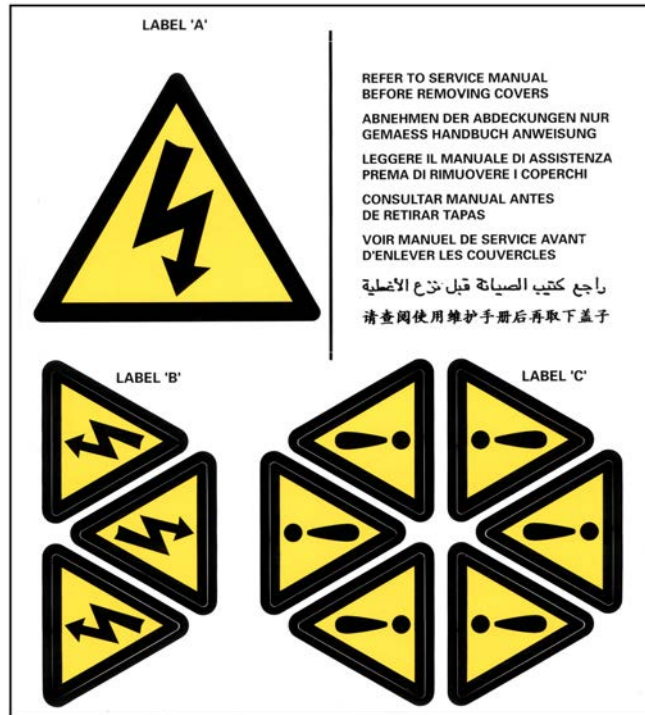 LABEL 'A'
REFER TO SERVICE MANUAL
BEFORE REMOVING COVERS
ABNEHMEN DER ABDECKUNGEN NUR
GEMAESS HANDBUCH ANWEISUNG
LEGGERE IL MANUALE DI ASSISTENZA
PREMA DI RIMUOVERE I COPERCHI
CONSULTAR MANUAL ANTES
DE RETIRAR TAPAS
VOIR MANUEL DE SERVICE AVANT
D'ENLEVER LES COUVERCLES
راجع كتيب الصيانة قبل نزع الأغطية
请查阅使用维护手册后再取下盖子
LABEL 'B'
LABEL 'C'